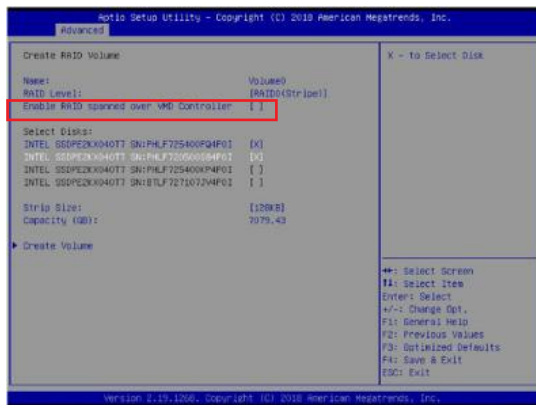 Aptio Setup Utility - Copyright (C) 2018 American Megatrends, Inc.
Advanced
Create RAID Volume
Name: Volume0
RAID Level: [RAID0(Stripe)]
Enable RAID spanned over VMD Controller [ ]
Select Disks:
INTEL SSDPE2KX040T7 [X]
INTEL SSDPE2KX040T7 [X]
INTEL SSDPE2KX040T7 [ ]
INTEL SSDPE2KX040T7 SN:BTLF727107JV4P0I [ ]
Strip Size: [128KB]
Capacity (GB): 7079.43
Create Volume
X - to Select Disk
: Select Screen
: Select Item
Enter: Select
+/-: Change Opt.
F1: General Help
F2: Previous Values
F3: Optimized Defaults
F4: Save & Exit
ESC: Exit
Version 2.19.1268. Copyright (C) 2018 American Megatrends, Inc.